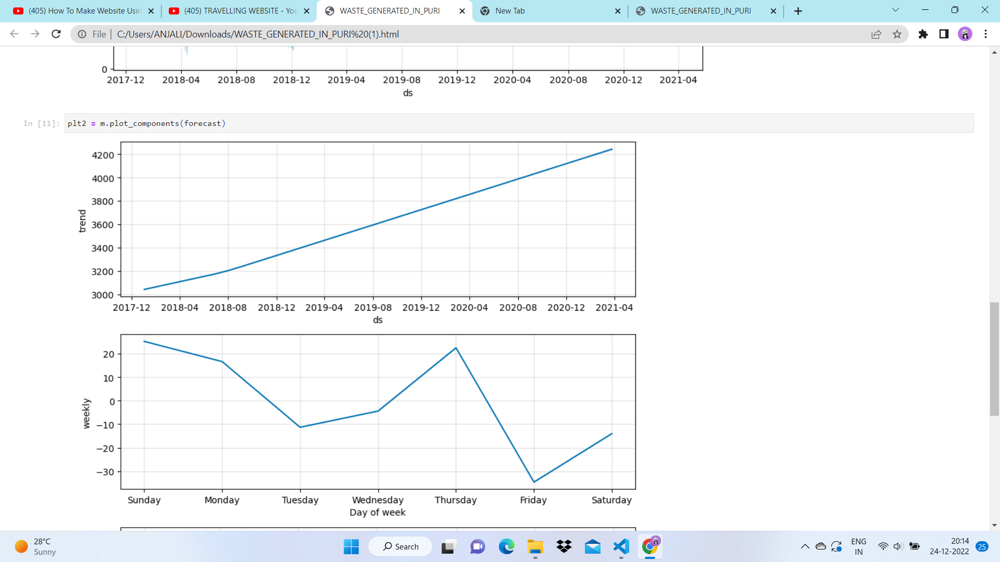 (405) How To Make Website Usin
(405) TRAVELLING WEBSITE - You
WASTE_GENERATED_IN_PURI
New Tab
WASTE_GENERATED_IN_PURI
File | C:/Users/ANJALI/Downloads/WASTE_GENERATED_IN_PURI%20(1).html
0
2017-12 2018-04 2018-08 2018-12 2019-04 2019-08 2019-12 2020-04 2020-08 2020-12 2021-04
ds
In [11]: plt2 = m.plot_components(forecast)
4200
4000
3800
3600
3400
3200
3000
trend
2017-12 2018-04 2018-08 2018-12 2019-04 2019-08 2019-12 2020-04 2020-08 2020-12 2021-04
ds
20
10
0
−10
−20
−30
weekly
Sunday Monday Tuesday Wednesday Thursday Friday Saturday
Day of week
28°C
Sunny
Search
ENG
IN
20:14
24-12-2022
25